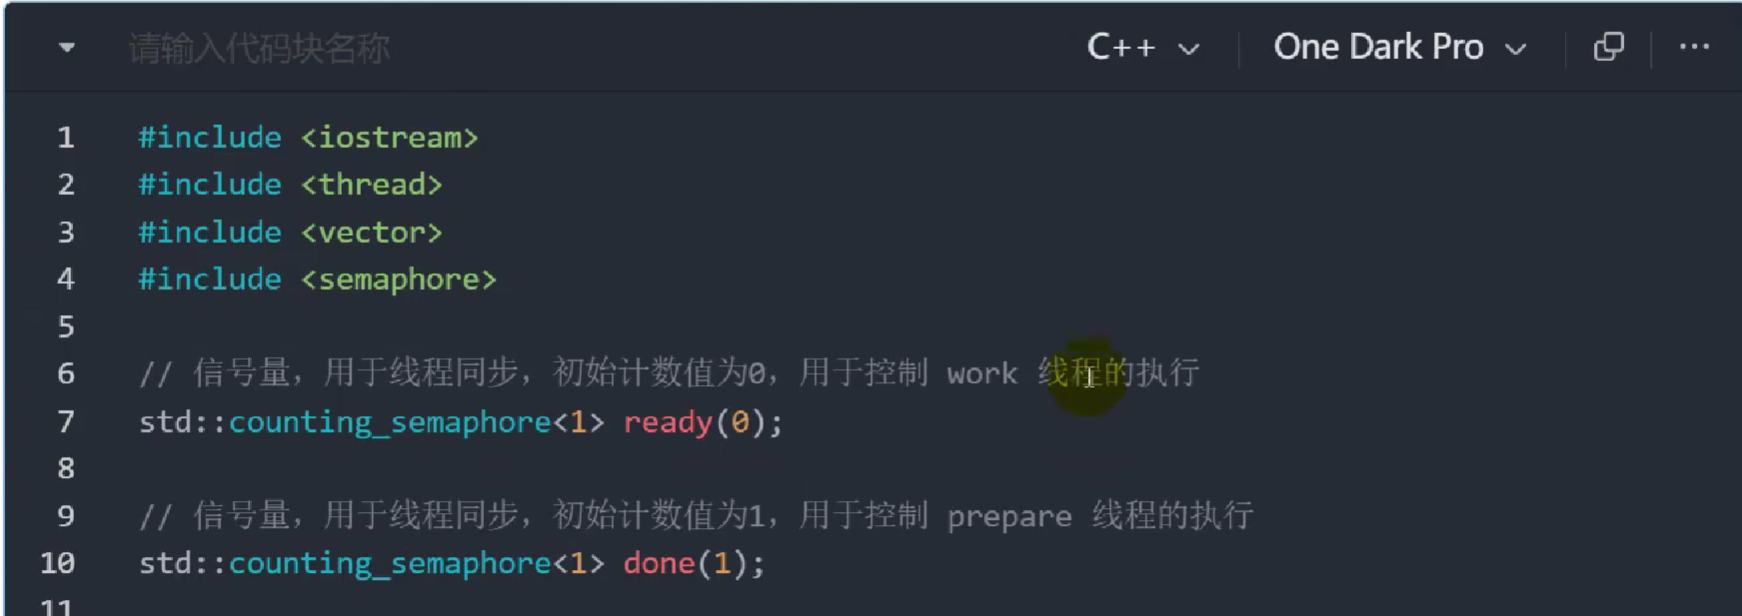 请输入代码块名称 C++ One Dark Pro
1 #include <iostream>
2 #include <thread>
3 #include <vector>
4 #include <semaphore>
5
6 // 信号量，用于线程同步，初始计数值为0，用于控制 work 线程的执行
7 std::counting_semaphore<1> ready(0);
8
9 // 信号量，用于线程同步，初始计数值为1，用于控制 prepare 线程的执行
10 std::counting_semaphore<1> done(1);
11